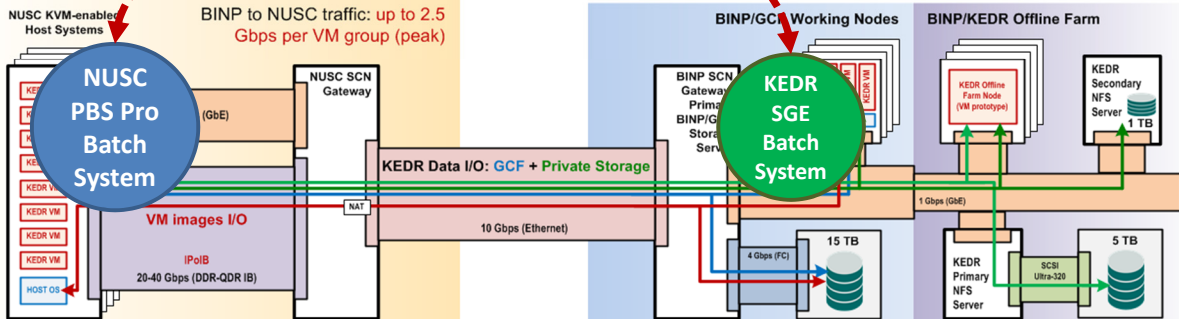 NUSC KVM-enabled
Host Systems
BINP to NUSC traffic: up to 2.5
Gbps per VM group (peak)
NUSC
PBS Pro
Batch
System
(GbE)
NUSC SCN
Gateway
KEDR VM
KEDR VM
KEDR VM
KEDR VM
HOST OS
VM images I/O
IPoIB
20-40 Gbps (DDR-QDR IB)
NAT
KEDR Data I/O: GCF + Private Storage
10 Gbps (Ethernet)
BINP/GCF Working Nodes
BINP SCN
Gateway
KEDR
SGE
Batch
System
VM
VM
KEDR VM
4 Gbps (FC)
15 TB
BINP/KEDR Offline Farm
KEDR Offline
Farm Node
(VM prototype)
KEDR
Secondary
NFS
Server
1 TB
1 Gbps (GbE)
KEDR
Primary
NFS
Server
SCSI
Ultra-320
5 TB